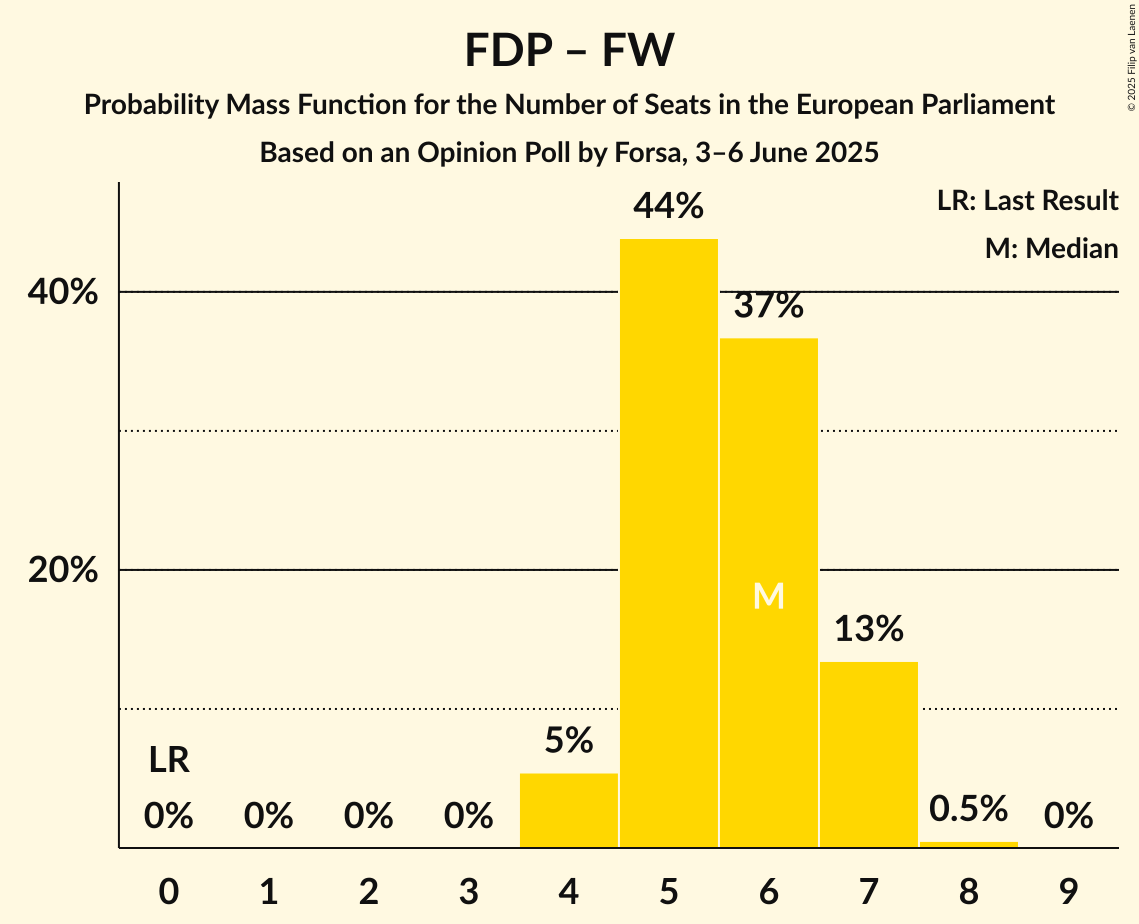 FDP – FW
Probability Mass Function for the Number of Seats in the European Parliament
Based on an Opinion Poll by Forsa, 3–6 June 2025
© 2025 Filip van Laenen
LR: Last Result
M: Median
44%
40%
37%
20%
M
13%
5%
LR
0% 0% 0% 0% 0.5% 0%
0 1 2 3 4 5 6 7 8 9